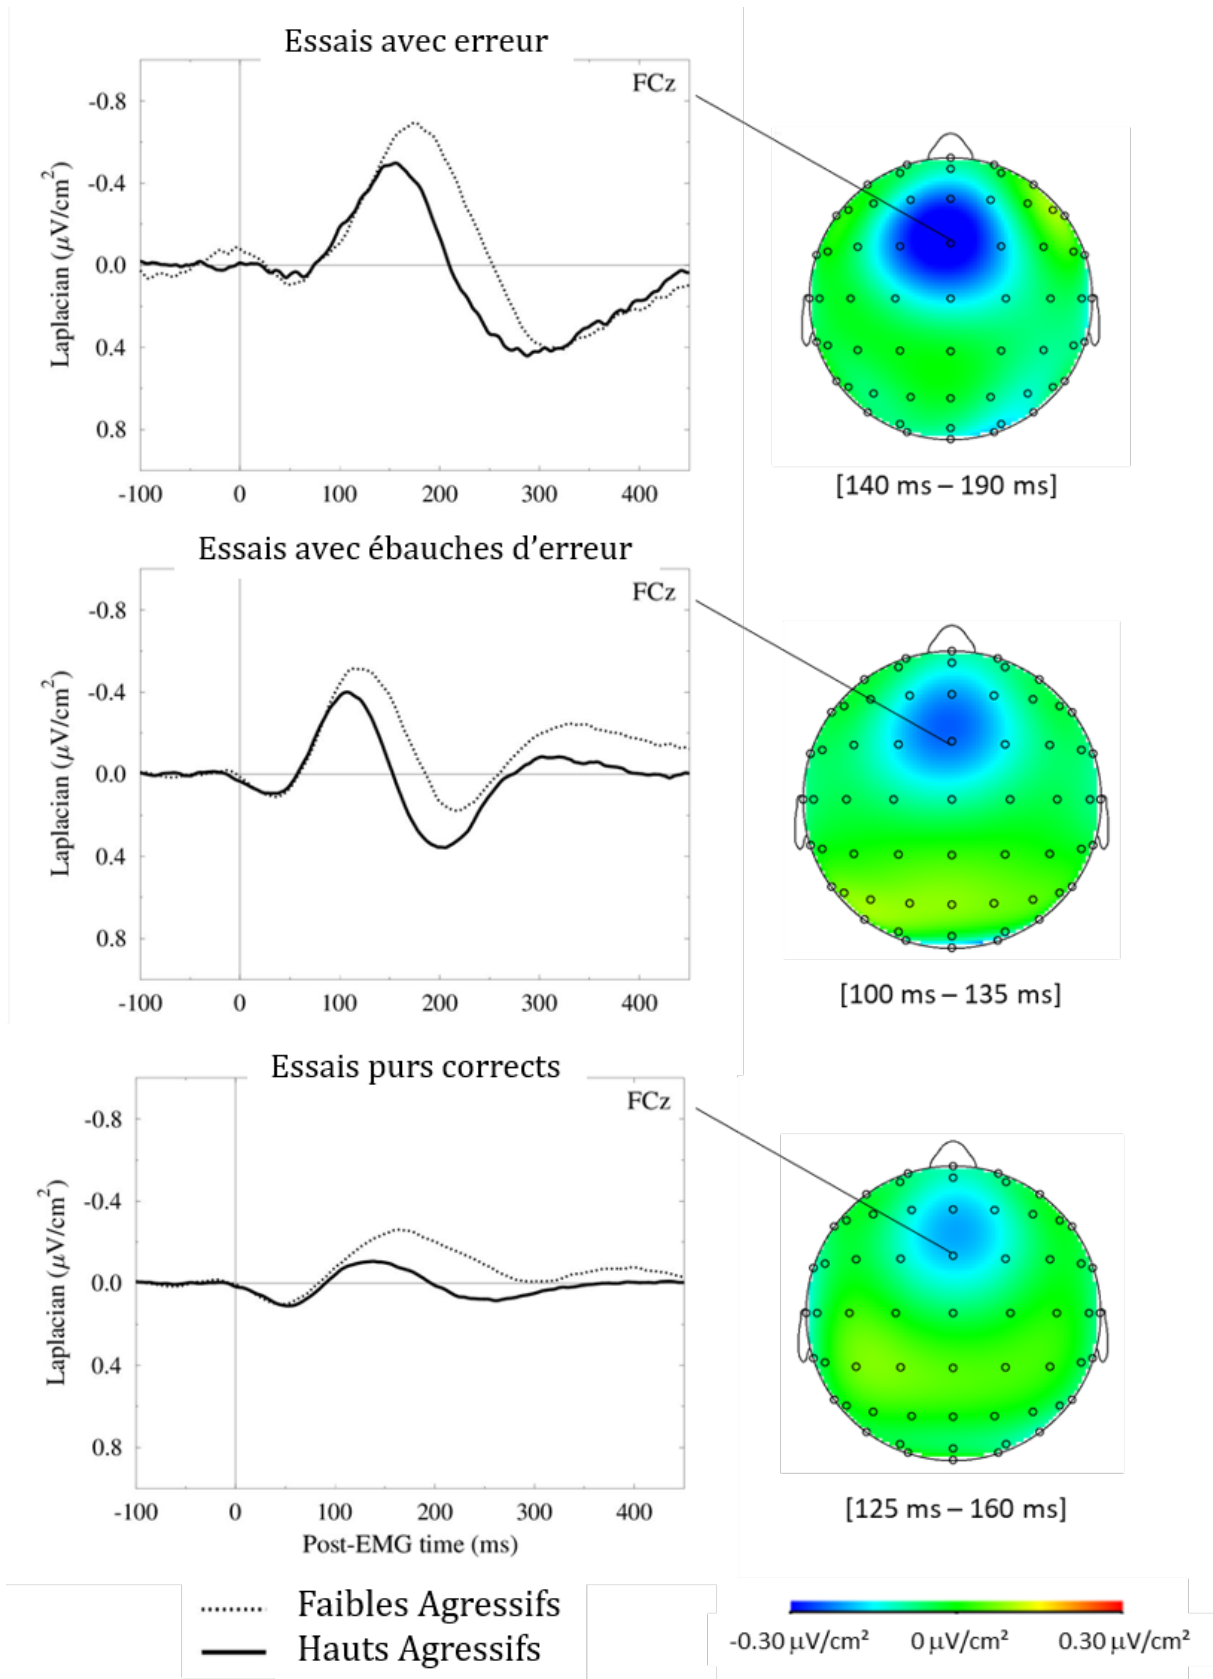 Essais avec erreur
FCz
-0.8
-0.4
0.0
0.4
0.8
Laplacian (μV/cm²)
-100 0 100 200 300 400
[140 ms – 190 ms]
Essais avec ébauches d'erreur
FCz
-0.8
-0.4
0.0
0.4
0.8
Laplacian (μV/cm²)
-100 0 100 200 300 400
[100 ms – 135 ms]
Essais purs corrects
FCz
-0.8
-0.4
0.0
0.4
0.8
Laplacian (μV/cm²)
-100 0 100 200 300 400
Post-EMG time (ms)
[125 ms – 160 ms]
Faibles Agressifs
Hauts Agressifs
-0.30 μV/cm² 0 μV/cm² 0.30 μV/cm²